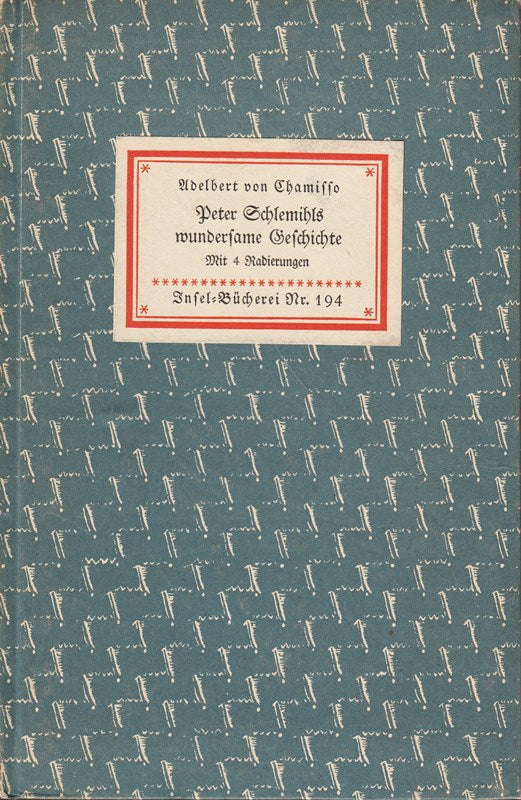 Adelbert von Chamiſſo
Peter Schlemihls
wunderſame Geſchichte
Mit 4 Radierungen
Inſel-Bücherei Nr. 194